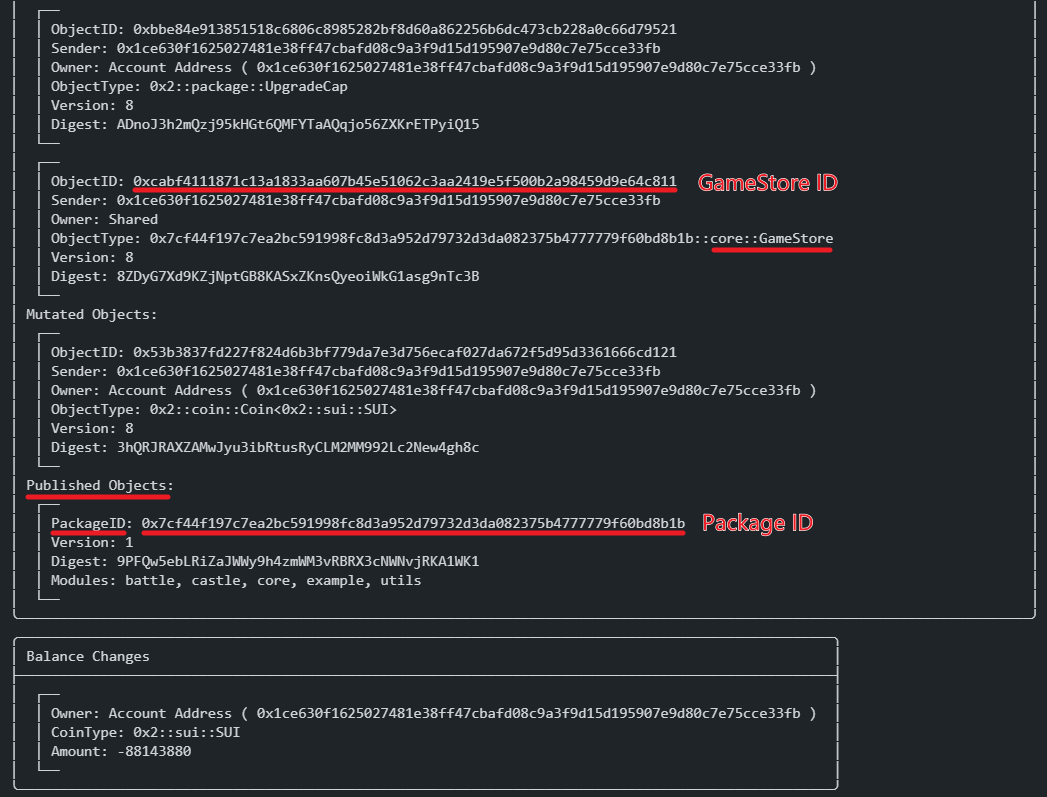 ObjectID: 0xbbe84e913851518c6806c8985282bf8d60a862256b6dc473cb228a0c66d79521
Sender: 0x1ce630f1625027481e38ff47cbafd08c9a3f9d15d195907e9d80c7e75cce33fb
Owner: Account Address ( 0x1ce630f1625027481e38ff47cbafd08c9a3f9d15d195907e9d80c7e75cce33fb )
ObjectType: 0x2::package::UpgradeCap
Version: 8
Digest: ADnoJ3h2mQzj95kHGt6QMFYTaAQqjo56ZXKrETPyiQ15
ObjectID: 0xcabf4111871c13a1833aa607b45e51062c3aa2419e5f500b2a98459d9e64c811 GameStore ID
Sender: 0x1ce630f1625027481e38ff47cbafd08c9a3f9d15d195907e9d80c7e75cce33fb
Owner: Shared
ObjectType: 0x7cf44f197c7ea2bc591998fc8d3a952d79732d3da082375b4777779f60bd8b1b::core::GameStore
Version: 8
Digest: 8ZDyG7Xd9KZjNptGB8KASxZKnsQyeoiWkG1asg9nTc3B
Mutated Objects:
ObjectID: 0x53b3837fd227f824d6b3bf779da7e3d756ecaf027da672f5d95d3361666cd121
Sender: 0x1ce630f1625027481e38ff47cbafd08c9a3f9d15d195907e9d80c7e75cce33fb
Owner: Account Address ( 0x1ce630f1625027481e38ff47cbafd08c9a3f9d15d195907e9d80c7e75cce33fb )
ObjectType: 0x2::coin::Coin<0x2::sui::SUI>
Version: 8
Digest: 3hQRJRAXZAMwJyu3ibRtusRyCLM2MM992Lc2New4gh8c
Published Objects:
PackageID: 0x7cf44f197c7ea2bc591998fc8d3a952d79732d3da082375b4777779f60bd8b1b Package ID
Version: 1
Digest: 9PFQw5ebLRiZaJWWy9h4zmWM3vRBRX3cNWNvjRKA1WK1
Modules: battle, castle, core, example, utils
Balance Changes
Owner: Account Address ( 0x1ce630f1625027481e38ff47cbafd08c9a3f9d15d195907e9d80c7e75cce33fb )
CoinType: 0x2::sui::SUI
Amount: -88143880